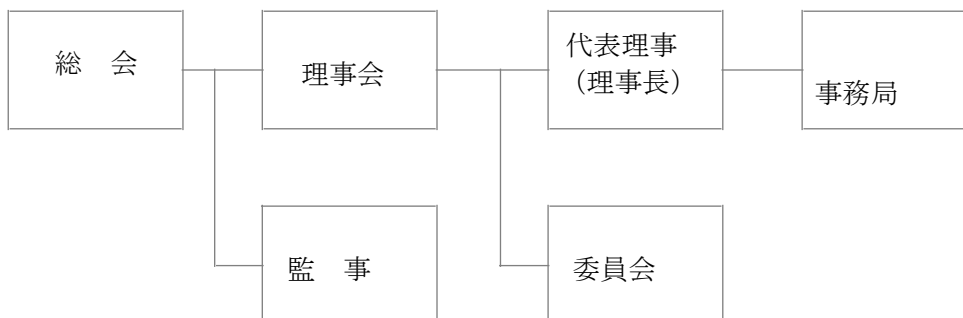 総　会
理事会
代表理事
（理事長）
事務局
監　事
委員会